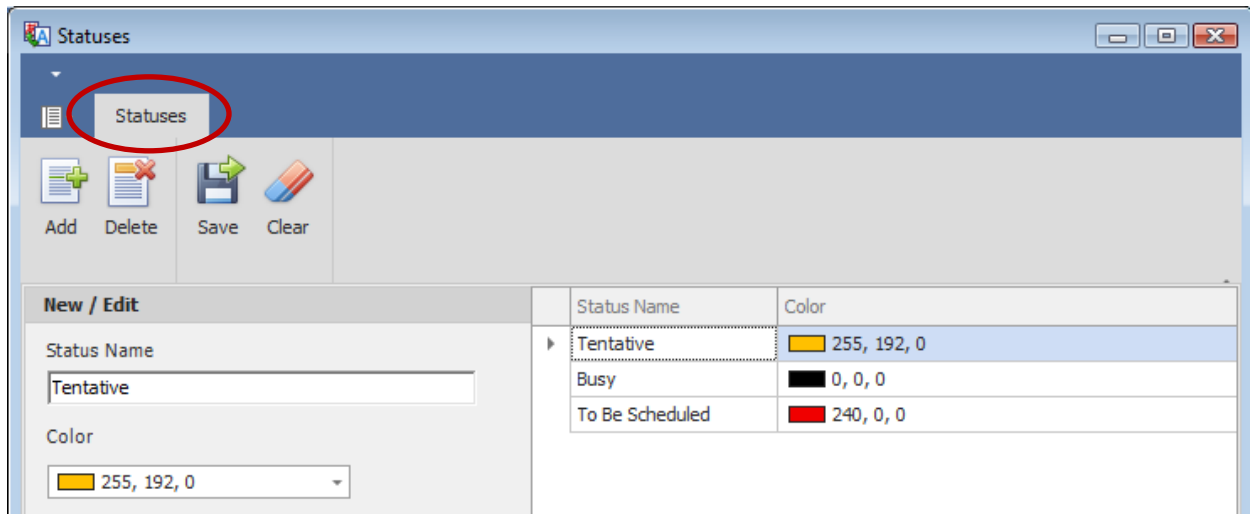 Statuses
Statuses
Add Delete Save Clear
New / Edit
Status Name
Tentative
Color
255, 192, 0
Status Name Color
Tentative 255, 192, 0
Busy 0, 0, 0
To Be Scheduled 240, 0, 0